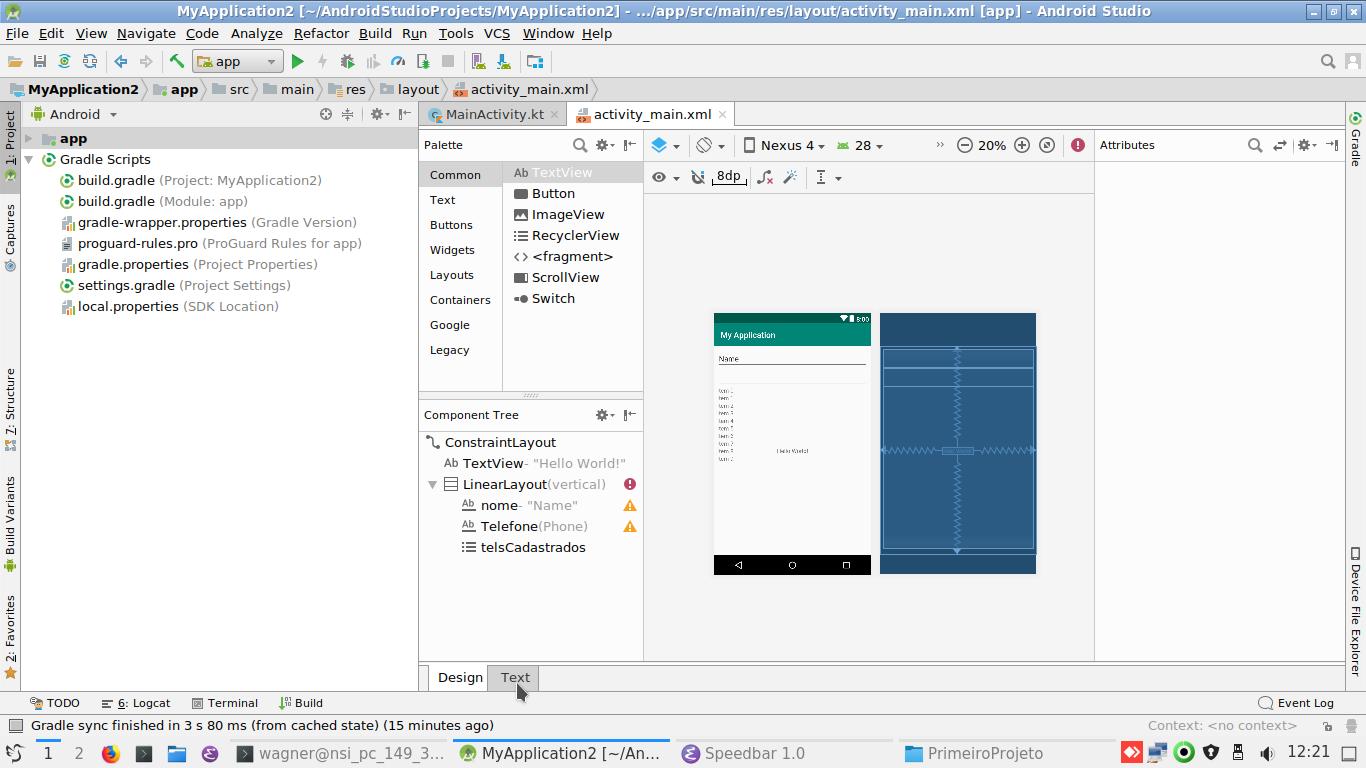 MyApplication2 [~/AndroidStudioProjects/MyApplication2] - .../app/src/main/res/layout/activity_main.xml [app] - Android Studio
File Edit View Navigate Code Analyze Refactor Build Run Tools VCS Window Help
app
MyApplication2 app src main res layout activity_main.xml
1: Project
Captures
7: Structure
Build Variants
2: Favorites
Android
app
Gradle Scripts
build.gradle (Project: MyApplication2)
build.gradle (Module: app)
gradle-wrapper.properties (Gradle Version)
proguard-rules.pro (ProGuard Rules for app)
gradle.properties (Project Properties)
settings.gradle (Project Settings)
local.properties (SDK Location)
MainActivity.kt activity_main.xml
Palette
Common
Text
Buttons
Widgets
Layouts
Containers
Google
Legacy
Ab TextView
Button
ImageView
RecyclerView
<> <fragment>
ScrollView
Switch
Component Tree
ConstraintLayout
Ab TextView- "Hello World!"
LinearLayout(vertical)
Ab nome- "Name"
Ab Telefone(Phone)
telsCadastrados
Nexus 4 28 20%
8dp
8:00
My Application
Name
Hello World!
Attributes
Gradle
Device File Explorer
Design Text
TODO 6: Logcat Terminal Build Event Log
Gradle sync finished in 3 s 80 ms (from cached state) (15 minutes ago) Context: <no context>
1 2 wagner@nsi_pc_149_3... MyApplication2 [~/An... Speedbar 1.0 PrimeiroProjeto 12:21